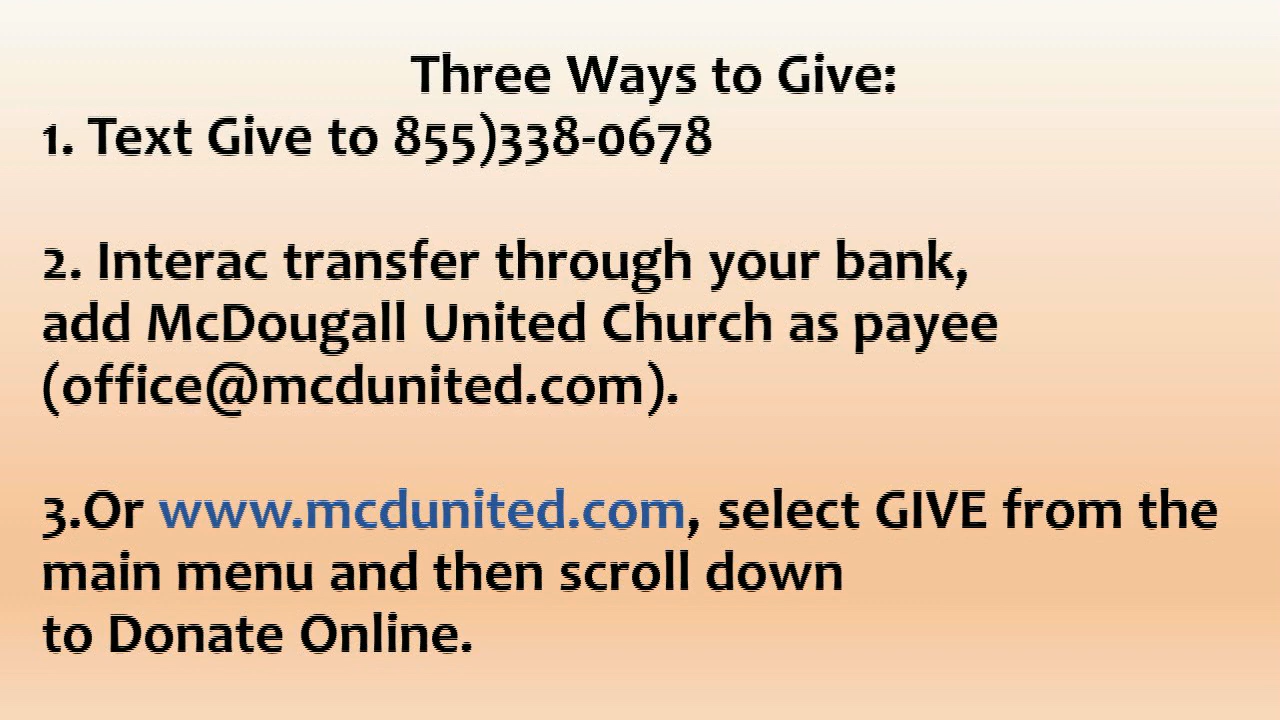 Three Ways to Give:
1. Text Give to 855)338-0678
2. Interac transfer through your bank,
add McDougall United Church as payee
(office@mcdunited.com).
3.Or www.mcdunited.com, select GIVE from the
main menu and then scroll down
to Donate Online.